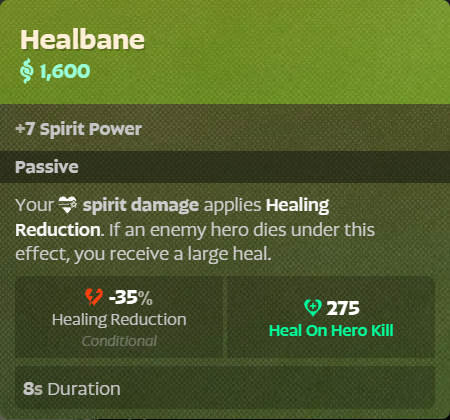 Healbane
1,600
+7 Spirit Power
Passive
Your spirit damage applies Healing
Reduction. If an enemy hero dies under this
effect, you receive a large heal.
-35%
Healing Reduction
Conditional
275
Heal On Hero Kill
8s Duration